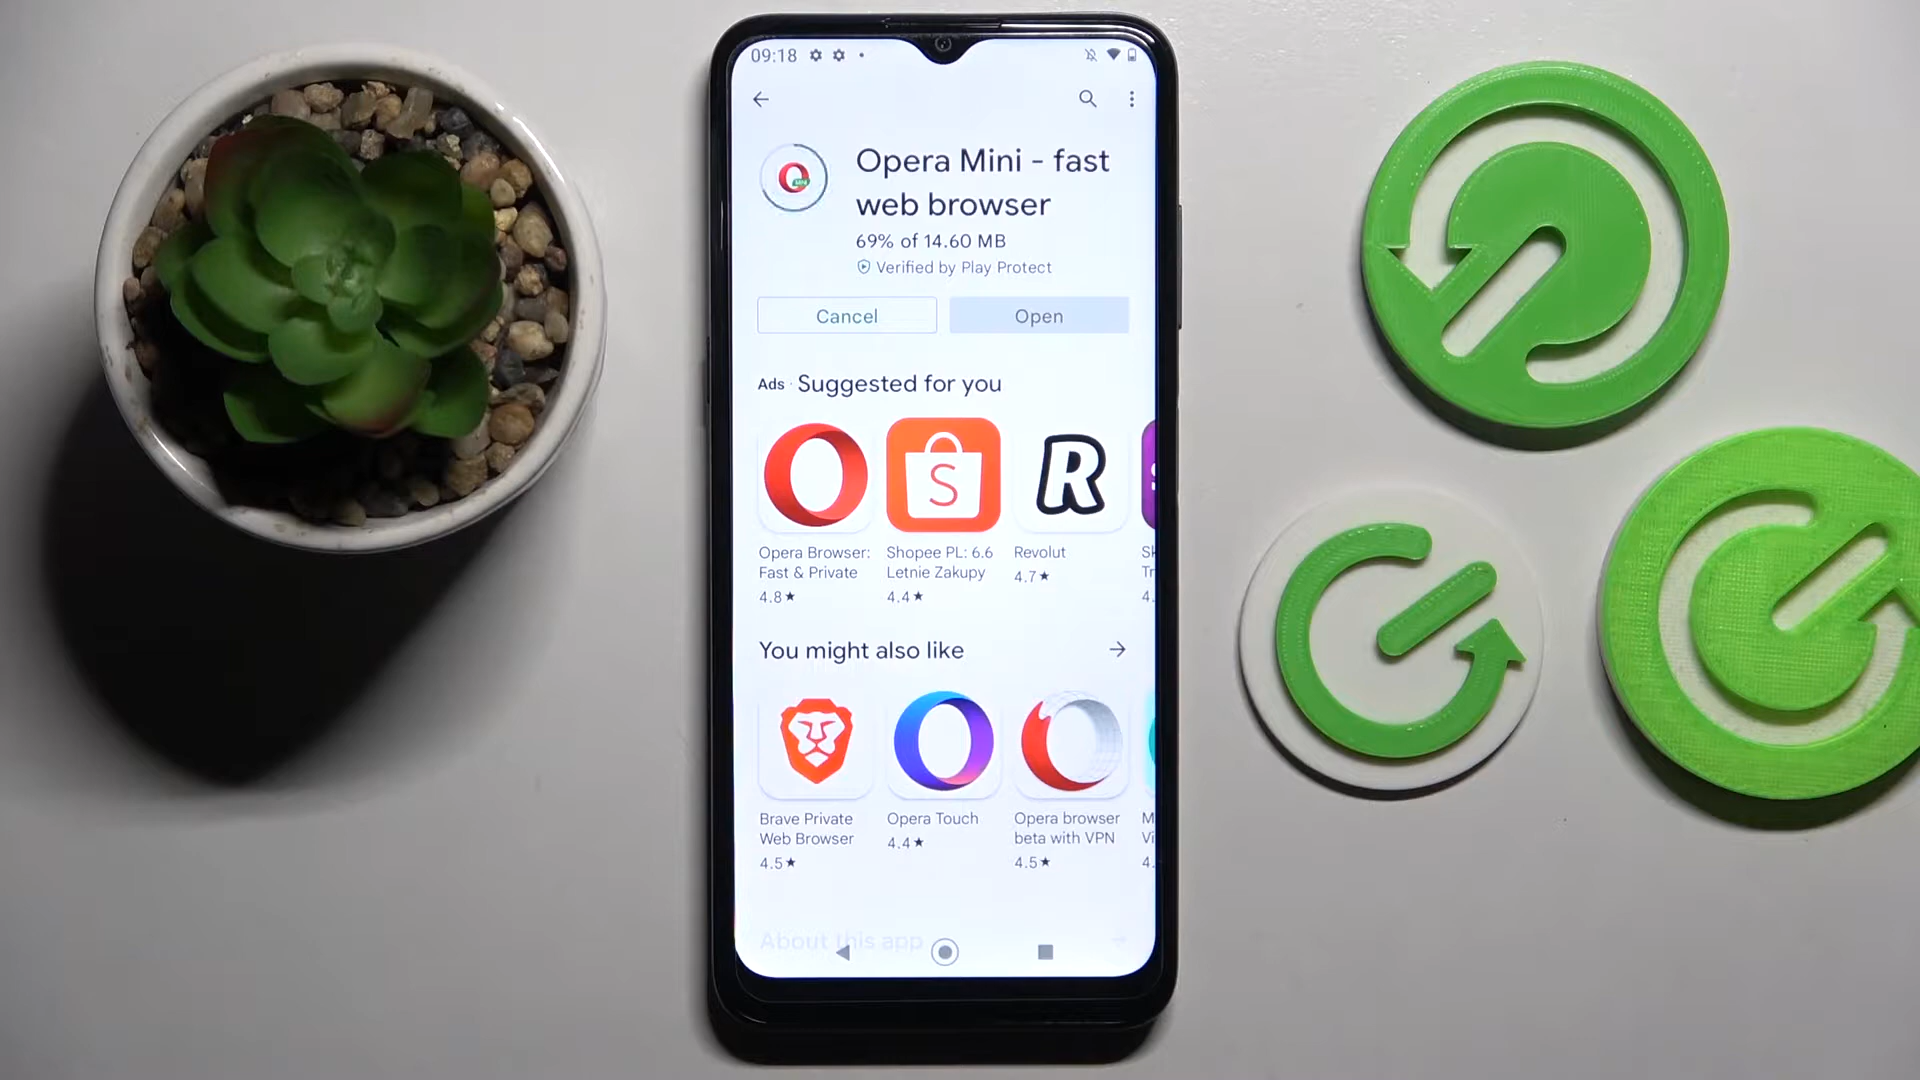 09:18
Opera Mini - fast
web browser
69% of 14.60 MB
Verified by Play Protect
Cancel
Open
Ads · Suggested for you
S
R
Opera Browser:
Fast & Private
4.8★
Shopee PL: 6.6
Letnie Zakupy
4.4★
Revolut
4.7★
You might also like
Brave Private
Web Browser
4.5★
Opera Touch
4.4★
Opera browser
beta with VPN
4.5★
About this app